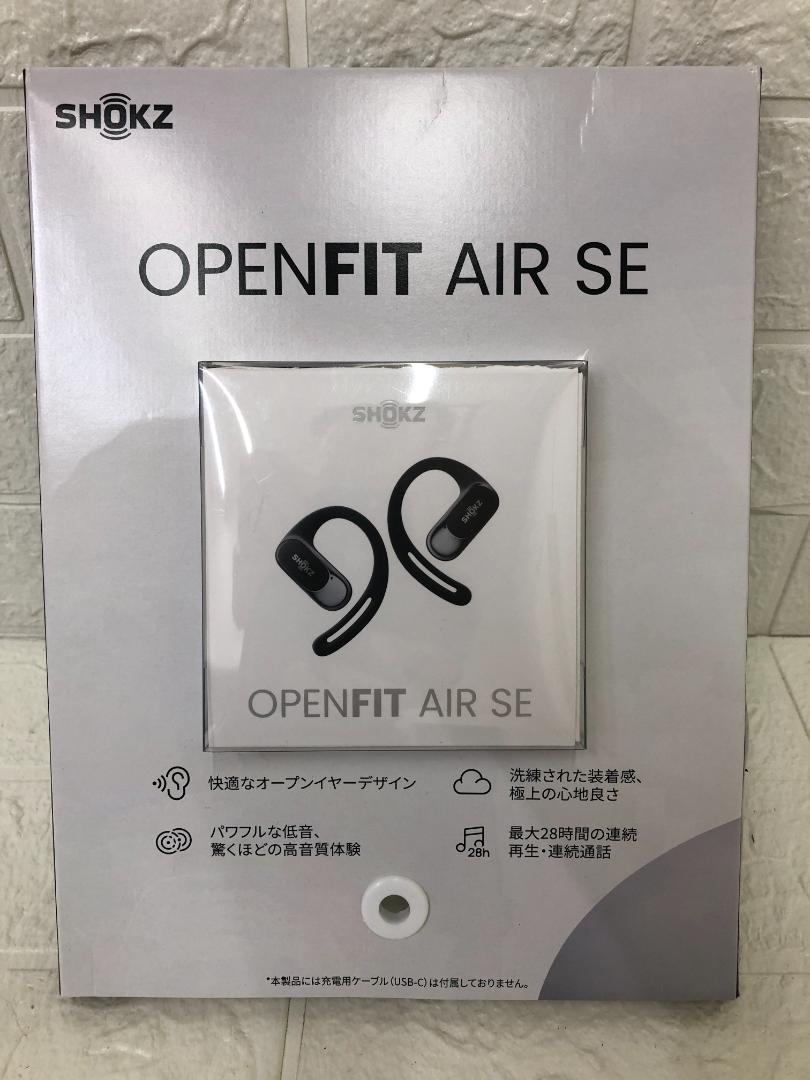 SHOKZ
OPENFIT AIR SE
SHOKZ
SHOKZ
SHOKZ
OPENFIT AIR SE
快適なオープンイヤーデザイン
洗練された装着感、
極上の心地良さ
パワフルな低音、
驚くほどの高音質体験
28h
最大28時間の連続
再生・連続通話
*本製品には充電用ケーブル（USB-C）は付属しておりません。